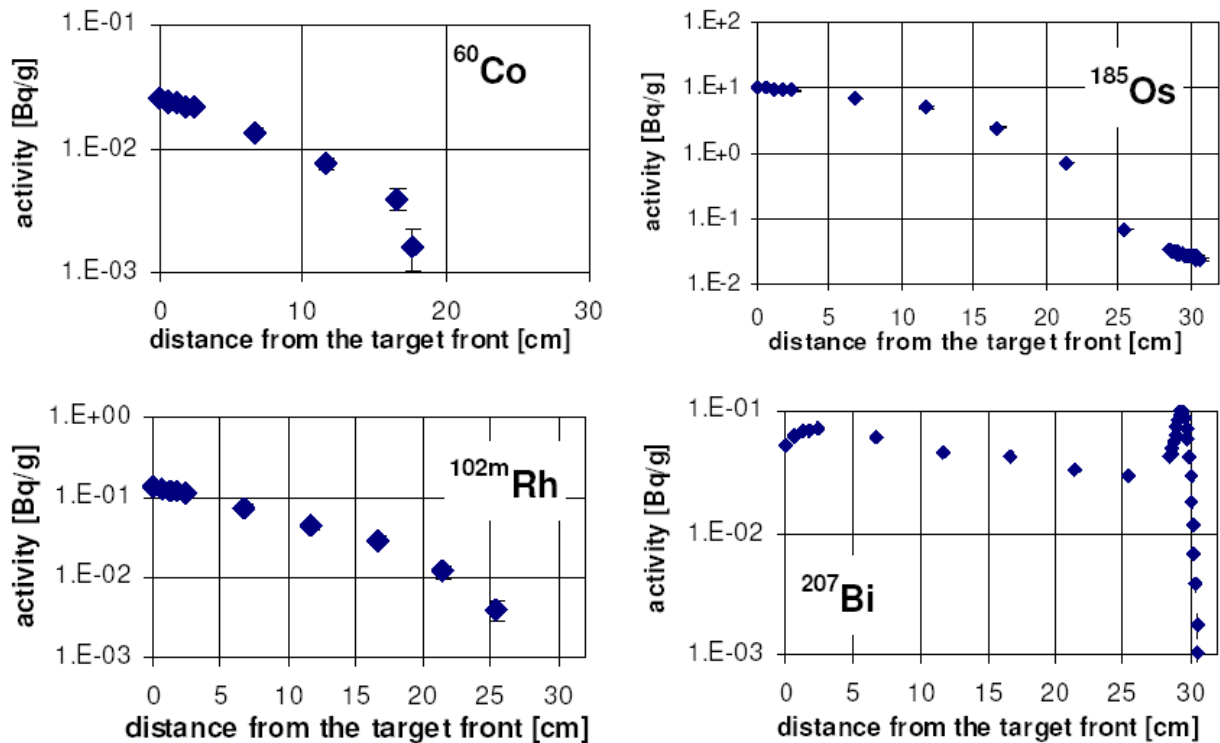 activity [Bq/g]
1.E-01
1.E-02
1.E-03
60Co
0 10 20 30
distance from the target front [cm]
activity [Bq/g]
1.E+2
1.E+1
1.E+0
1.E-1
1.E-2
185Os
0 5 10 15 20 25 30
distance from the target front [cm]
activity [Bq/g]
1.E+00
1.E-01
1.E-02
1.E-03
102mRh
0 5 10 15 20 25 30
distance from the target front [cm]
activity [Bq/g]
1.E-01
1.E-02
1.E-03
207Bi
0 5 10 15 20 25 30
distance from the target front [cm]